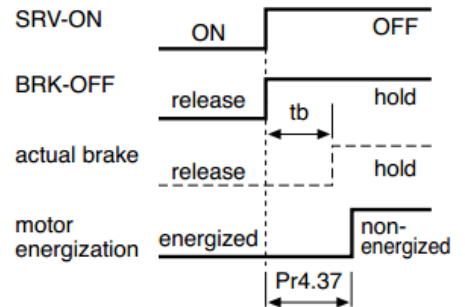 SRV-ON ON OFF
BRK-OFF release hold
tb
actual brake release hold
motor energization energized non-energized
Pr4.37